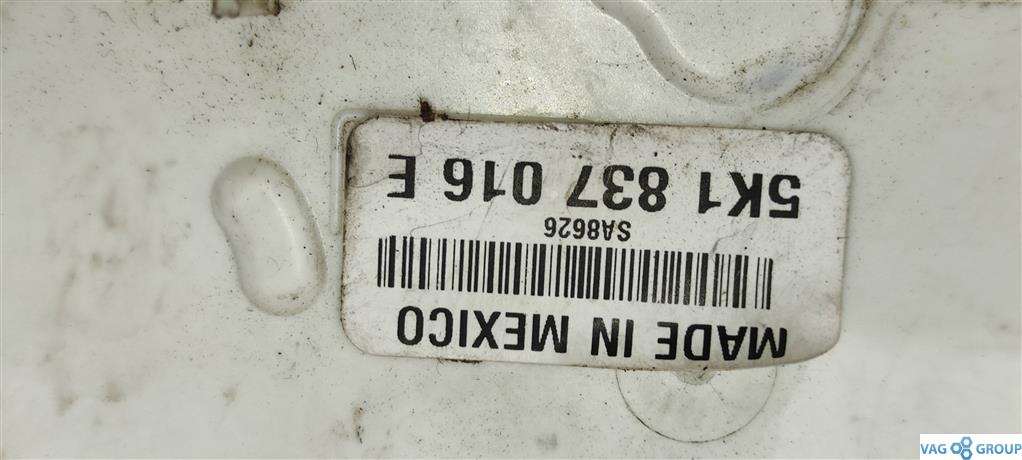 5K1 837 016 E
SA8626
MADE IN MEXICO
VAG GROUP